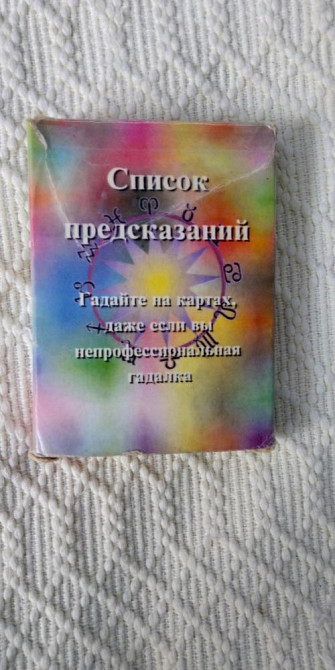 Список
предсказаний
Гадайте на картах,
даже если вы
непрофессиональная
гадалка